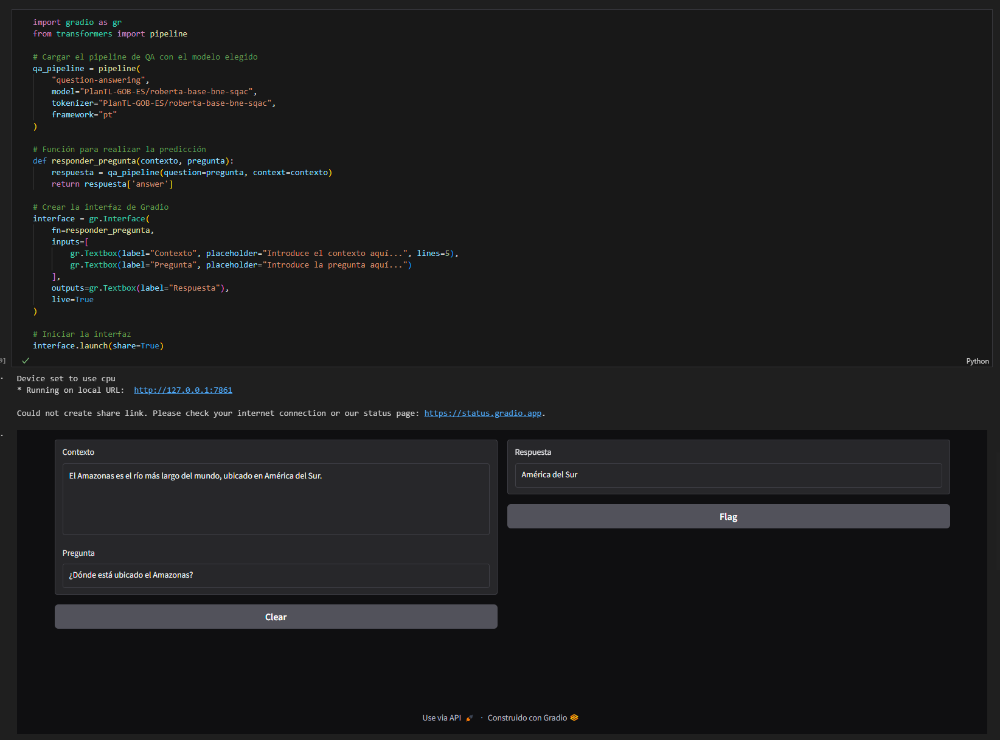 import gradio as gr
from transformers import pipeline
# Cargar el pipeline de QA con el modelo elegido
qa_pipeline = pipeline(
    "question-answering",
    model="PlanTL-GOB-ES/roberta-base-bne-sqac",
    tokenizer="PlanTL-GOB-ES/roberta-base-bne-sqac",
    framework="pt"
)
# Función para realizar la predicción
def responder_pregunta(contexto, pregunta):
    respuesta = qa_pipeline(question=pregunta, context=contexto)
    return respuesta['answer']
# Crear la interfaz de Gradio
interface = gr.Interface(
    fn=responder_pregunta,
    inputs=[
        gr.Textbox(label="Contexto", placeholder="Introduce el contexto aquí...", lines=5),
        gr.Textbox(label="Pregunta", placeholder="Introduce la pregunta aquí...")
    ],
    outputs=gr.Textbox(label="Respuesta"),
    live=True
)
# Iniciar la interfaz
interface.launch(share=True)
9]
Python
Device set to use cpu
* Running on local URL:  http://127.0.0.1:7861
Could not create share link. Please check your internet connection or our status page: https://status.gradio.app.
Contexto
El Amazonas es el río más largo del mundo, ubicado en América del Sur.
Pregunta
¿Dónde está ubicado el Amazonas?
Clear
Respuesta
América del Sur
Flag
Use via API · Construido con Gradio